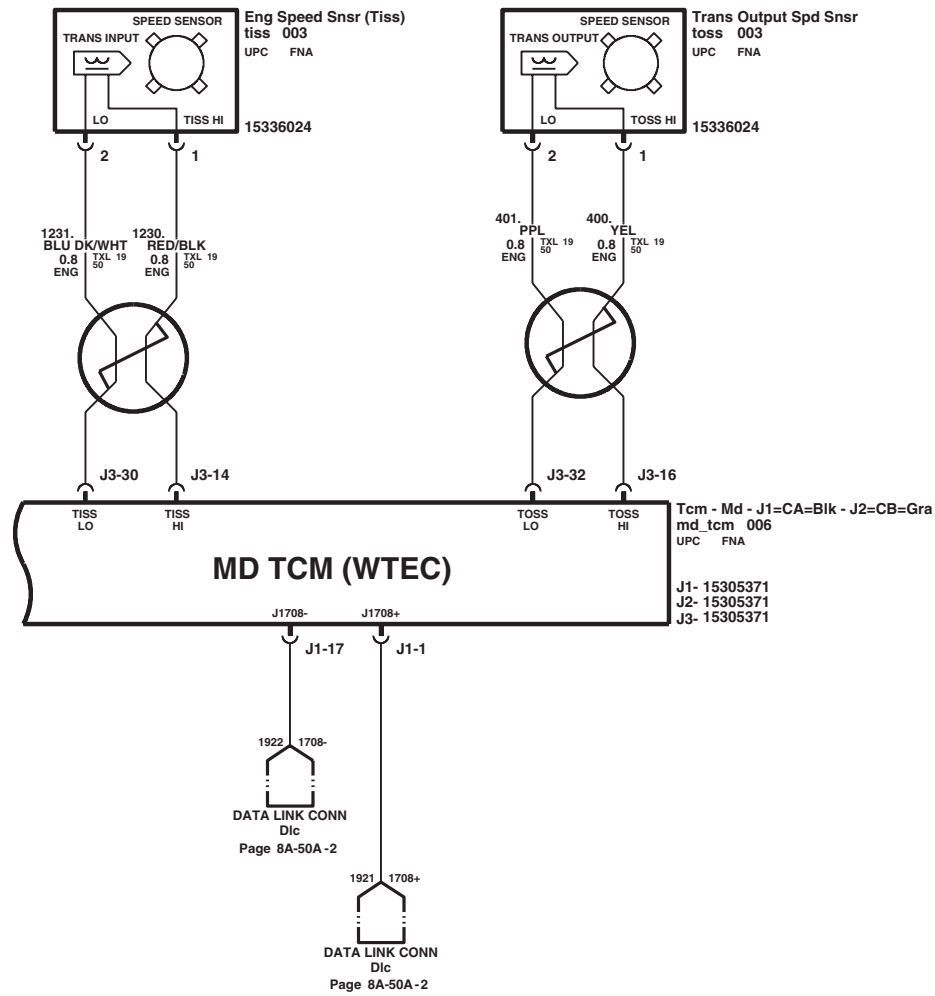 SPEED SENSOR
TRANS INPUT
LO
TISS HI
Eng Speed Snsr (Tiss)
tiss 003
UPC FNA
15336024
2
1
SPEED SENSOR
TRANS OUTPUT
LO
TOSS HI
Trans Output Spd Snsr
toss 003
UPC FNA
15336024
2
1
1231.
BLU DK/WHT
0.8 TXL 19
ENG 50
1230.
RED/BLK
0.8 TXL 19
ENG 50
401.
PPL
0.8 TXL 19
ENG 50
400.
YEL
0.8 TXL 19
ENG 50
J3-30
J3-14
J3-32
J3-16
TISS
LO
TISS
HI
TOSS
LO
TOSS
HI
MD TCM (WTEC)
Tcm - Md - J1=CA=Blk - J2=CB=Gra
md_tcm 006
UPC FNA
J1- 15305371
J2- 15305371
J3- 15305371
J1708-
J1708+
J1-17
J1-1
1922 1708-
DATA LINK CONN
Dlc
Page 8A-50A-2
1921 1708+
DATA LINK CONN
Dlc
Page 8A-50A-2